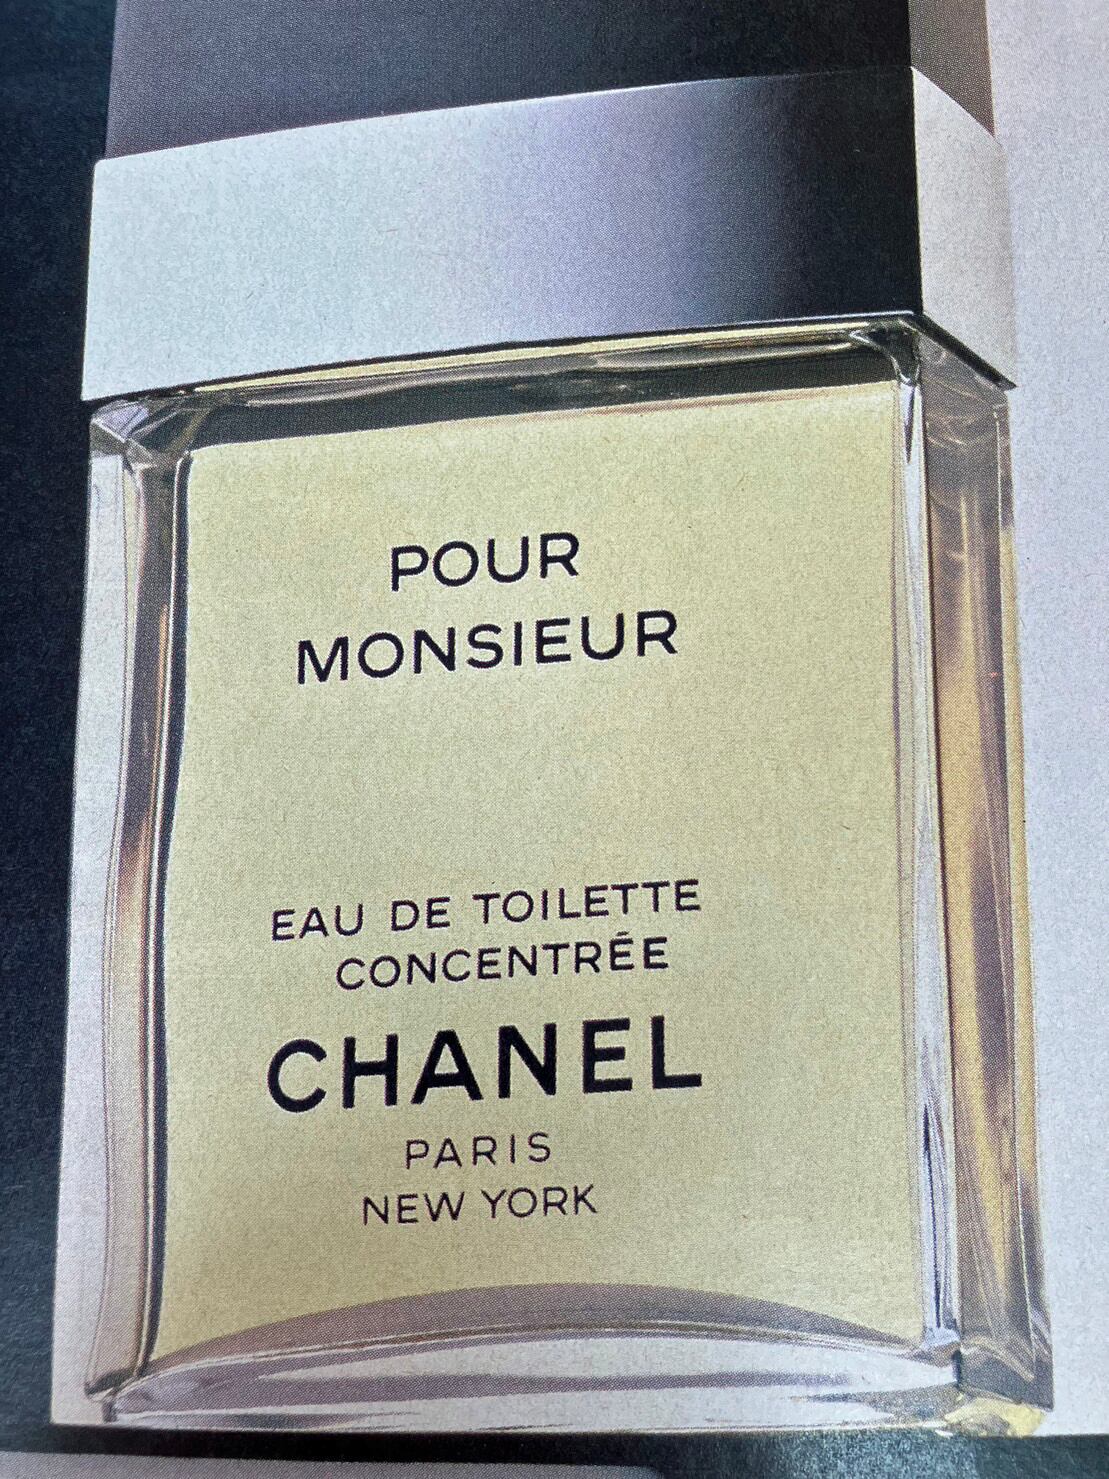 POUR
MONSIEUR
EAU DE TOILETTE
CONCENTRÉE
CHANEL
PARIS
NEW YORK